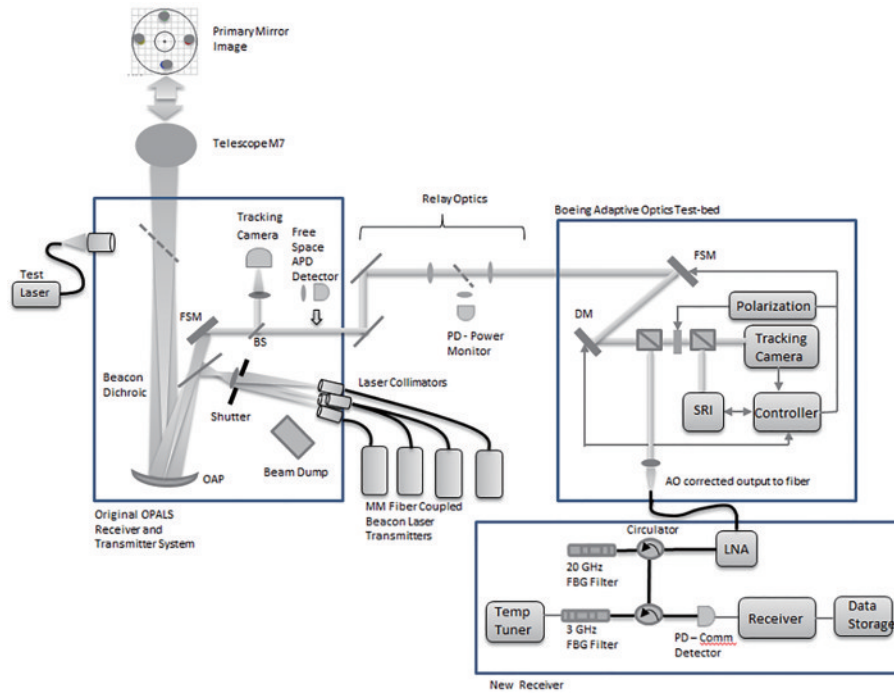 Primary Mirror
Image
Telescope M7
Relay Optics
Boeing Adaptive Optics Test-bed
Tracking
Camera
Free
Space
APD
Detector
Test
Laser
FSM
BS
PD - Power
Monitor
FSM
DM
Polarization
Tracking
Camera
SRI
Controller
Beacon
Dichroic
Shutter
Laser Collimators
Beam Dump
OAP
MM Fiber Coupled
Beacon Laser
Transmitters
AO corrected output to fiber
Original OPALS
Receiver and
Transmitter System
Circulator
LNA
20 GHz
FBG Filter
Temp
Tuner
3 GHz
FBG Filter
PD – Comm
Detector
Receiver
Data
Storage
New Receiver